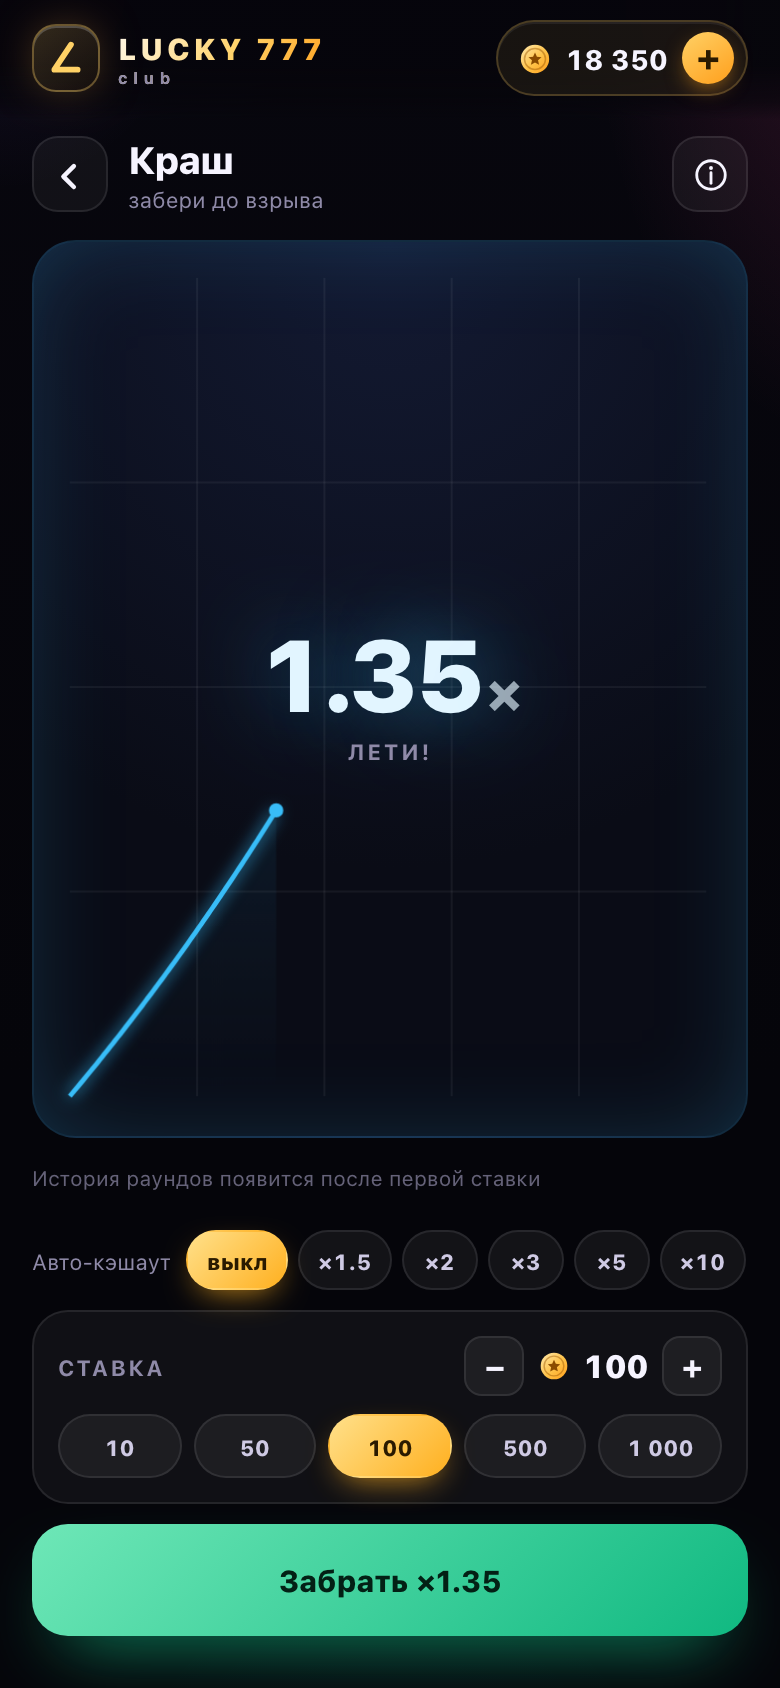 LUCKY 777
club
18 350
+
Краш
забери до взрыва
1.35×
ЛЕТИ!
История раундов появится после первой ставки
Авто-кэшаут выкл ×1.5 ×2 ×3 ×5 ×10
СТАВКА − 100 +
10 50 100 500 1 000
Забрать ×1.35